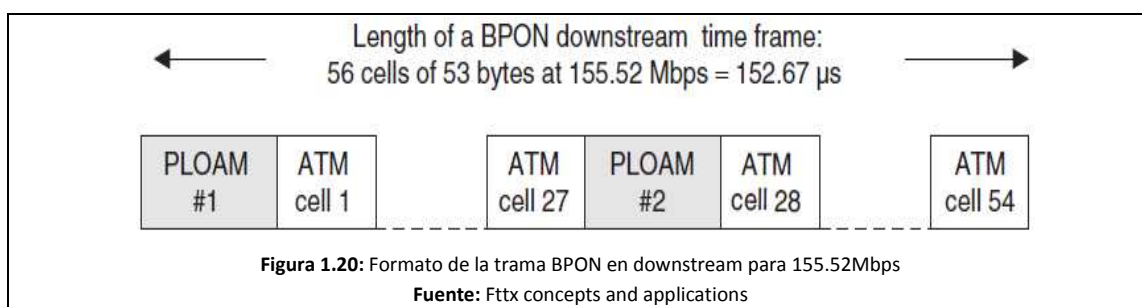 Length of a BPON downstream time frame:
56 cells of 53 bytes at 155.52 Mbps = 152.67 µs
PLOAM #1
ATM cell 1
ATM cell 27
PLOAM #2
ATM cell 28
ATM cell 54
Figura 1.20: Formato de la trama BPON en downstream para 155.52Mbps
Fuente: Fttx concepts and applications